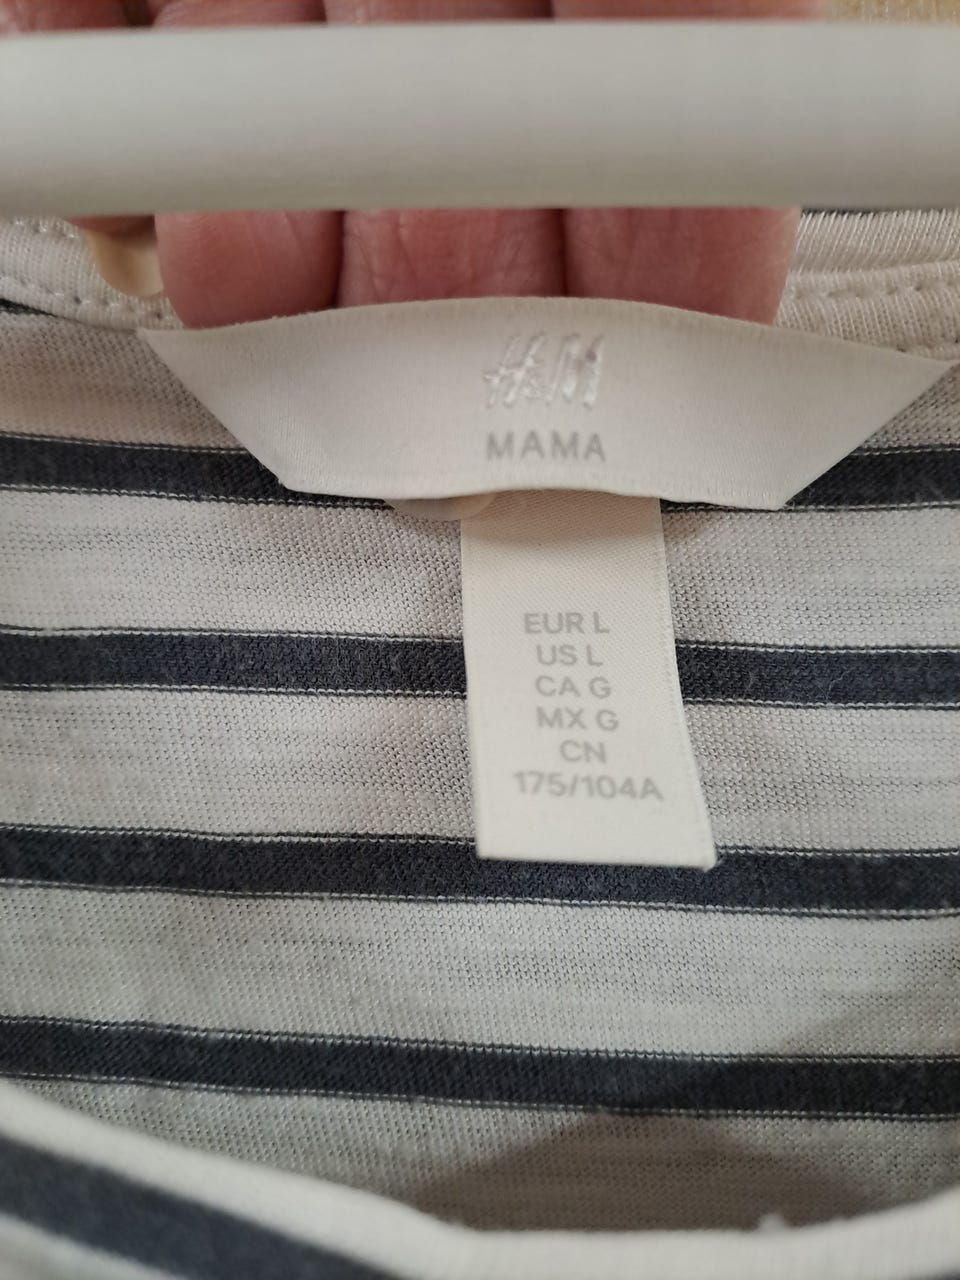 H&M
MAMA
EUR L
US L
CA G
MX G
CN
175/104A